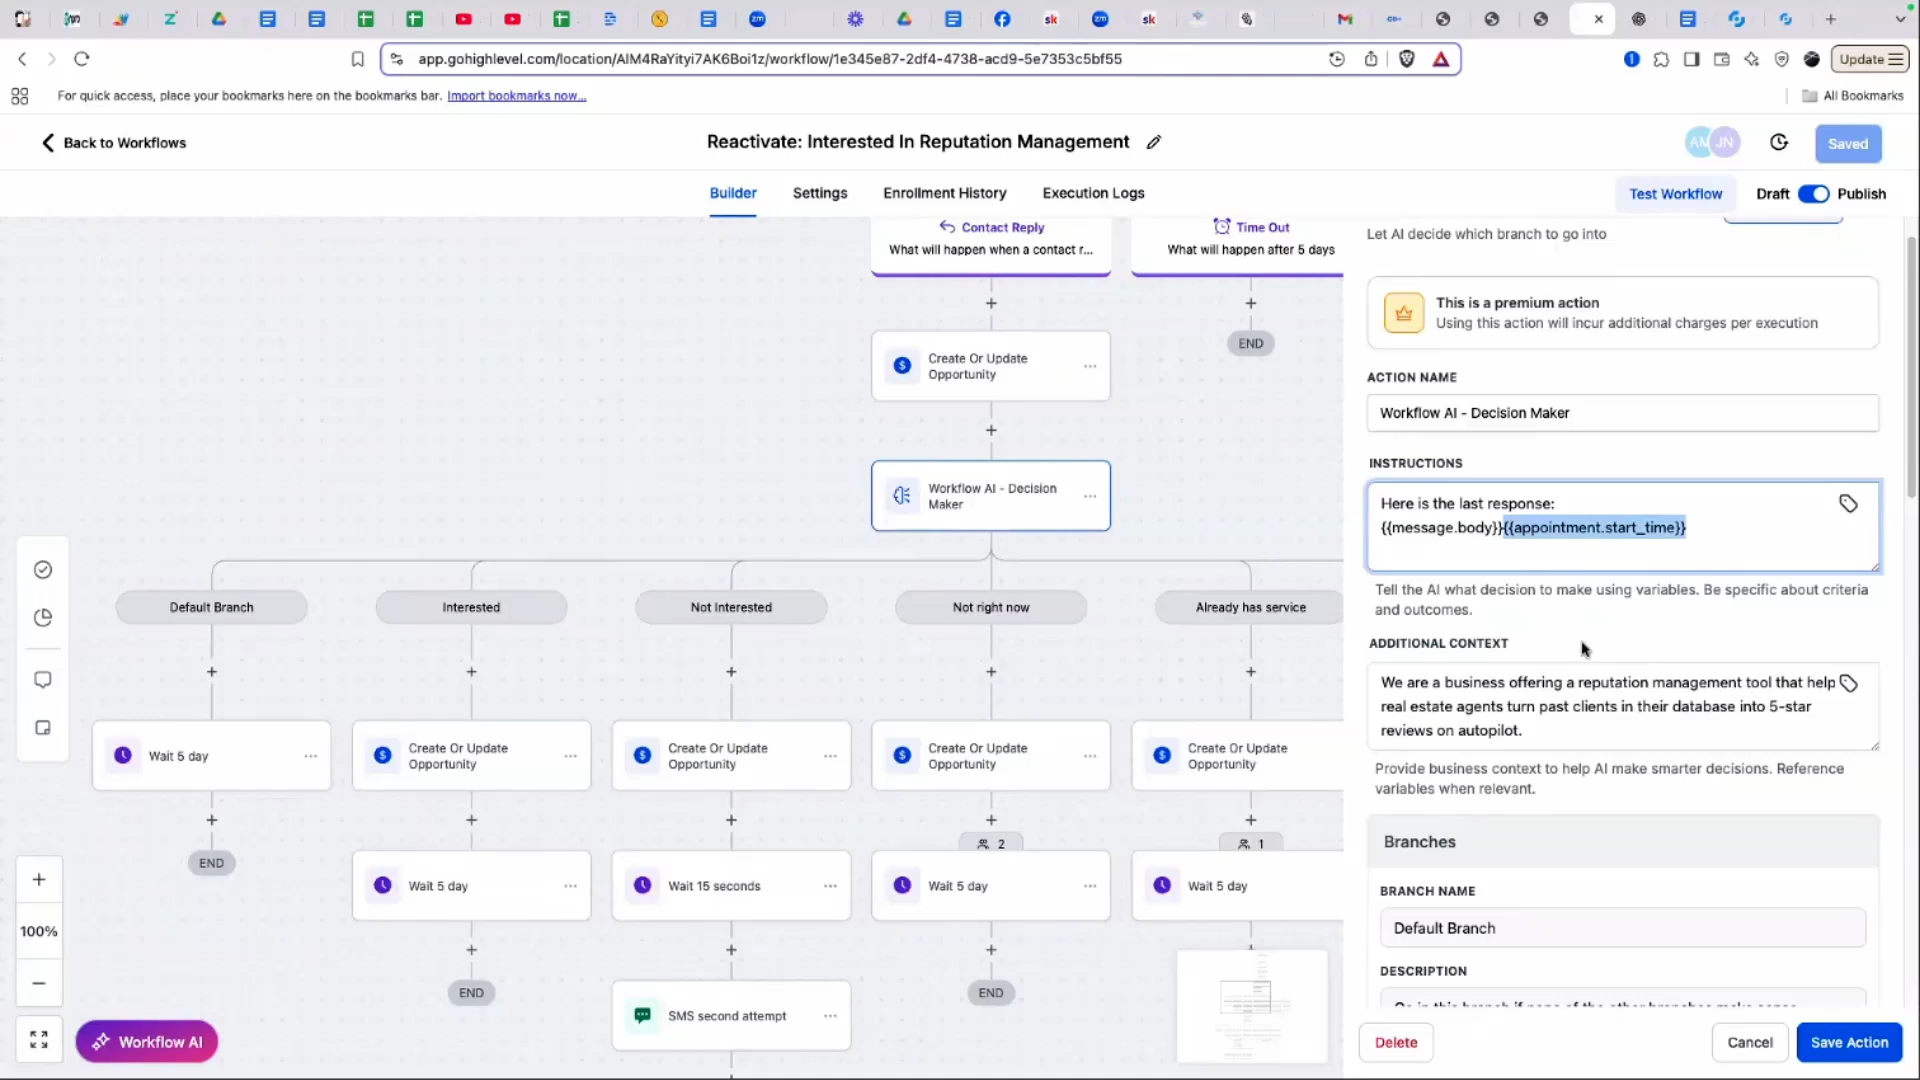 app.gohighlevel.com/location/AIM4RaYityi7AK6Boi1z/workflow/1e345e87-2df4-4738-acd9-5e7353c5bf55
Update
For quick access, place your bookmarks here on the bookmarks bar. Import bookmarks now...
All Bookmarks
Back to Workflows
Reactivate: Interested In Reputation Management
AM JN
Saved
Builder
Settings
Enrollment History
Execution Logs
Test Workflow
Draft
Publish
Contact Reply
What will happen when a contact r...
Time Out
What will happen after 5 days
END
Create Or Update
Opportunity
Workflow AI - Decision
Maker
Default Branch
Interested
Not Interested
Not right now
Already has service
Wait 5 day
Create Or Update
Opportunity
Create Or Update
Opportunity
Create Or Update
Opportunity
Create Or Update
Opportunity
END
2
1
Wait 5 day
Wait 15 seconds
Wait 5 day
Wait 5 day
END
END
SMS second attempt
100%
Workflow AI
Let AI decide which branch to go into
This is a premium action
Using this action will incur additional charges per execution
ACTION NAME
Workflow AI - Decision Maker
INSTRUCTIONS
Here is the last response:
{{message.body}}{{appointment.start_time}}
Tell the AI what decision to make using variables. Be specific about criteria
and outcomes.
ADDITIONAL CONTEXT
We are a business offering a reputation management tool that help
real estate agents turn past clients in their database into 5-star
reviews on autopilot.
Provide business context to help AI make smarter decisions. Reference
variables when relevant.
Branches
BRANCH NAME
Default Branch
DESCRIPTION
Delete
Cancel
Save Action